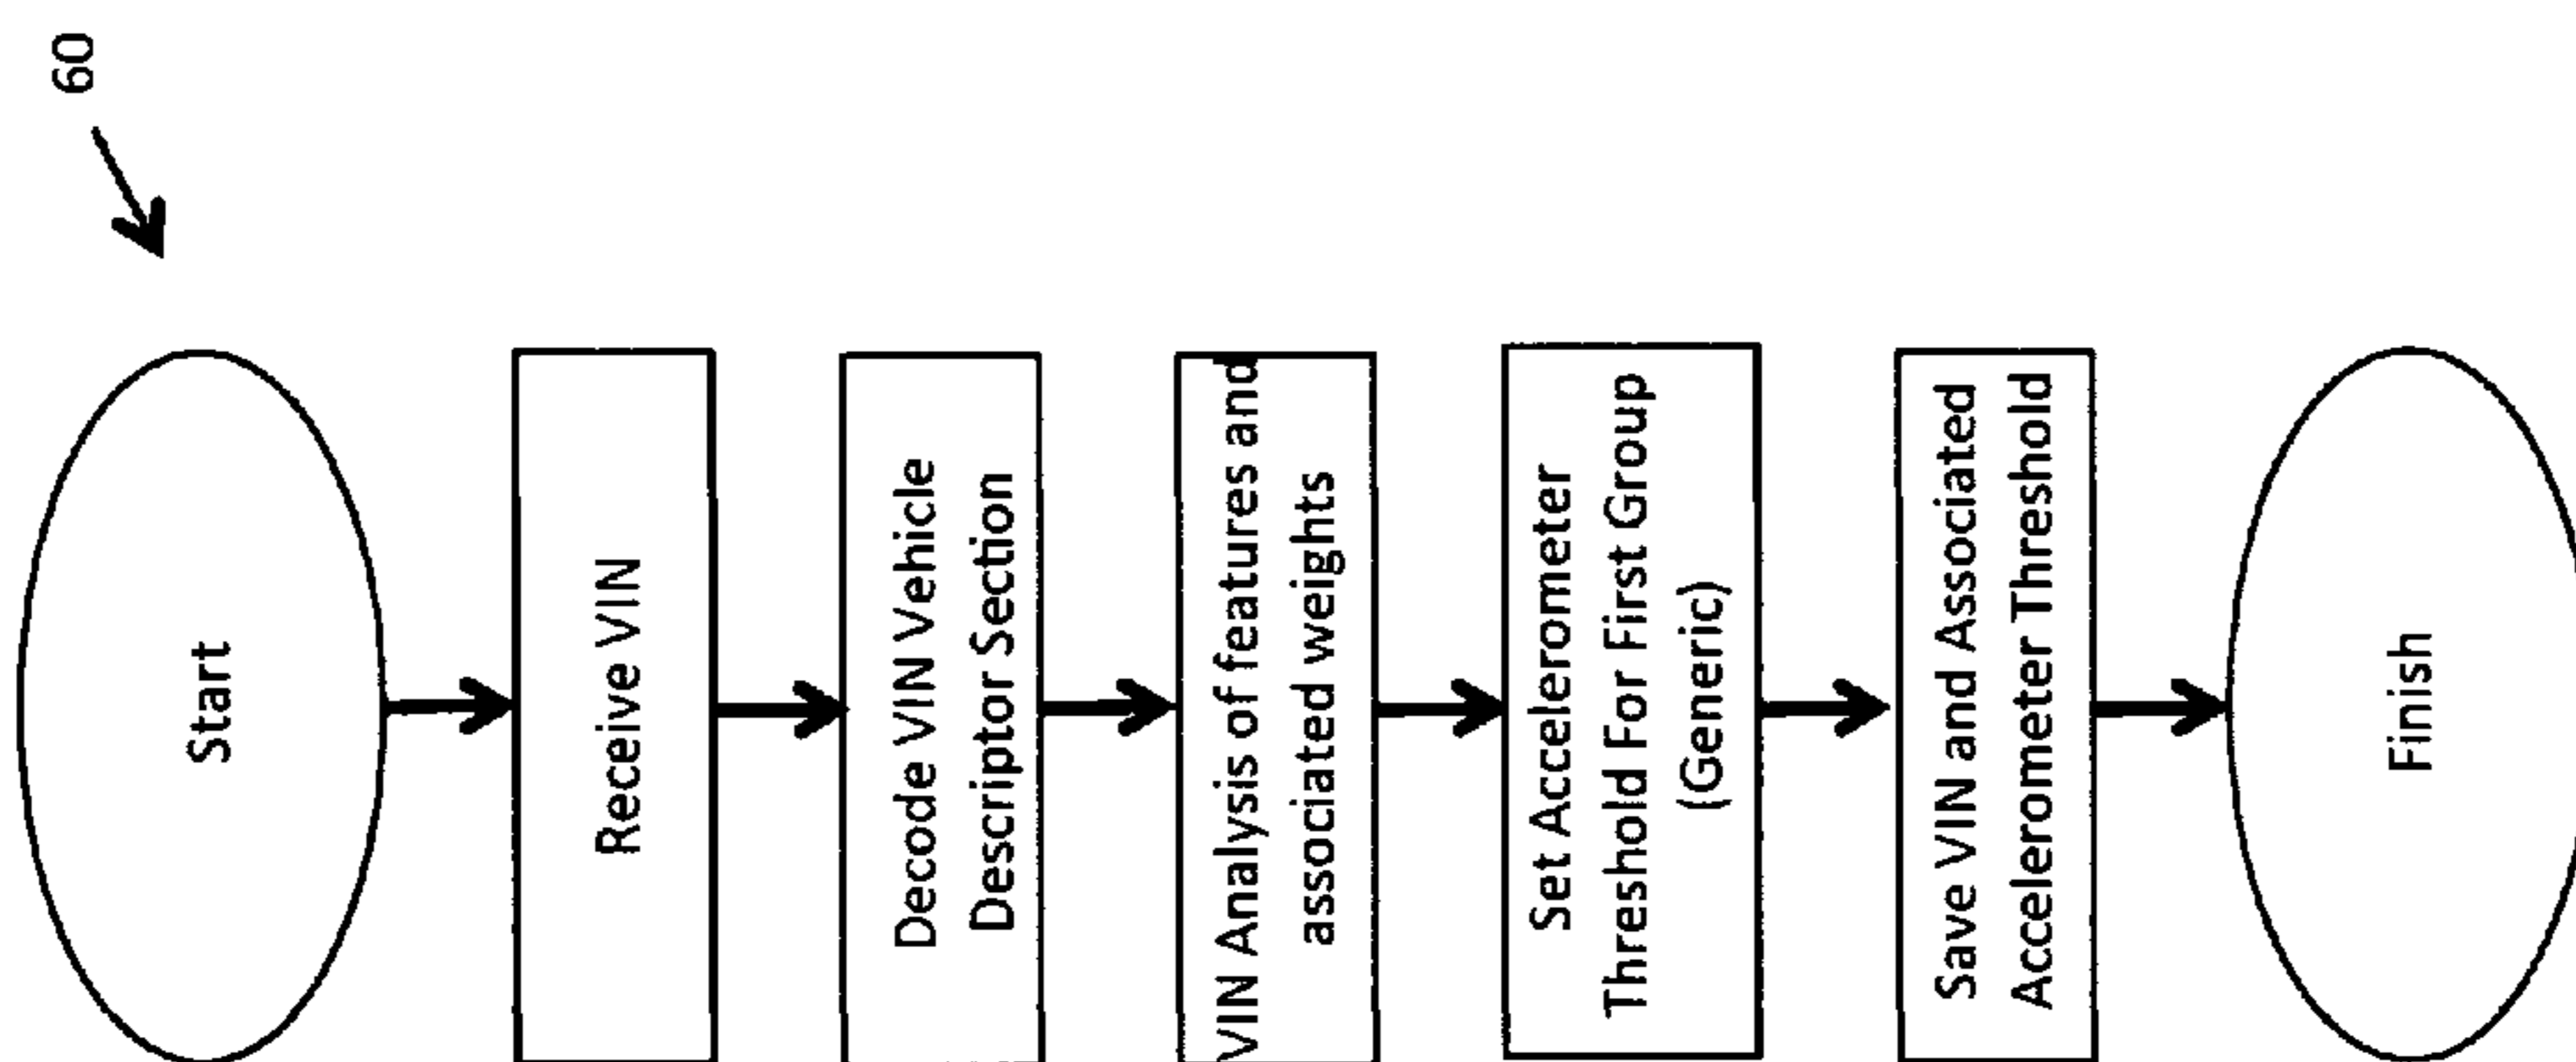 60
Start
Receive VIN
Decode VIN Vehicle
Descriptor Section
VIN Analysis of features and
associated weights
Set Accelerometer
Threshold For First Group
(Generic)
Save VIN and Associated
Accelerometer Threshold
Finish